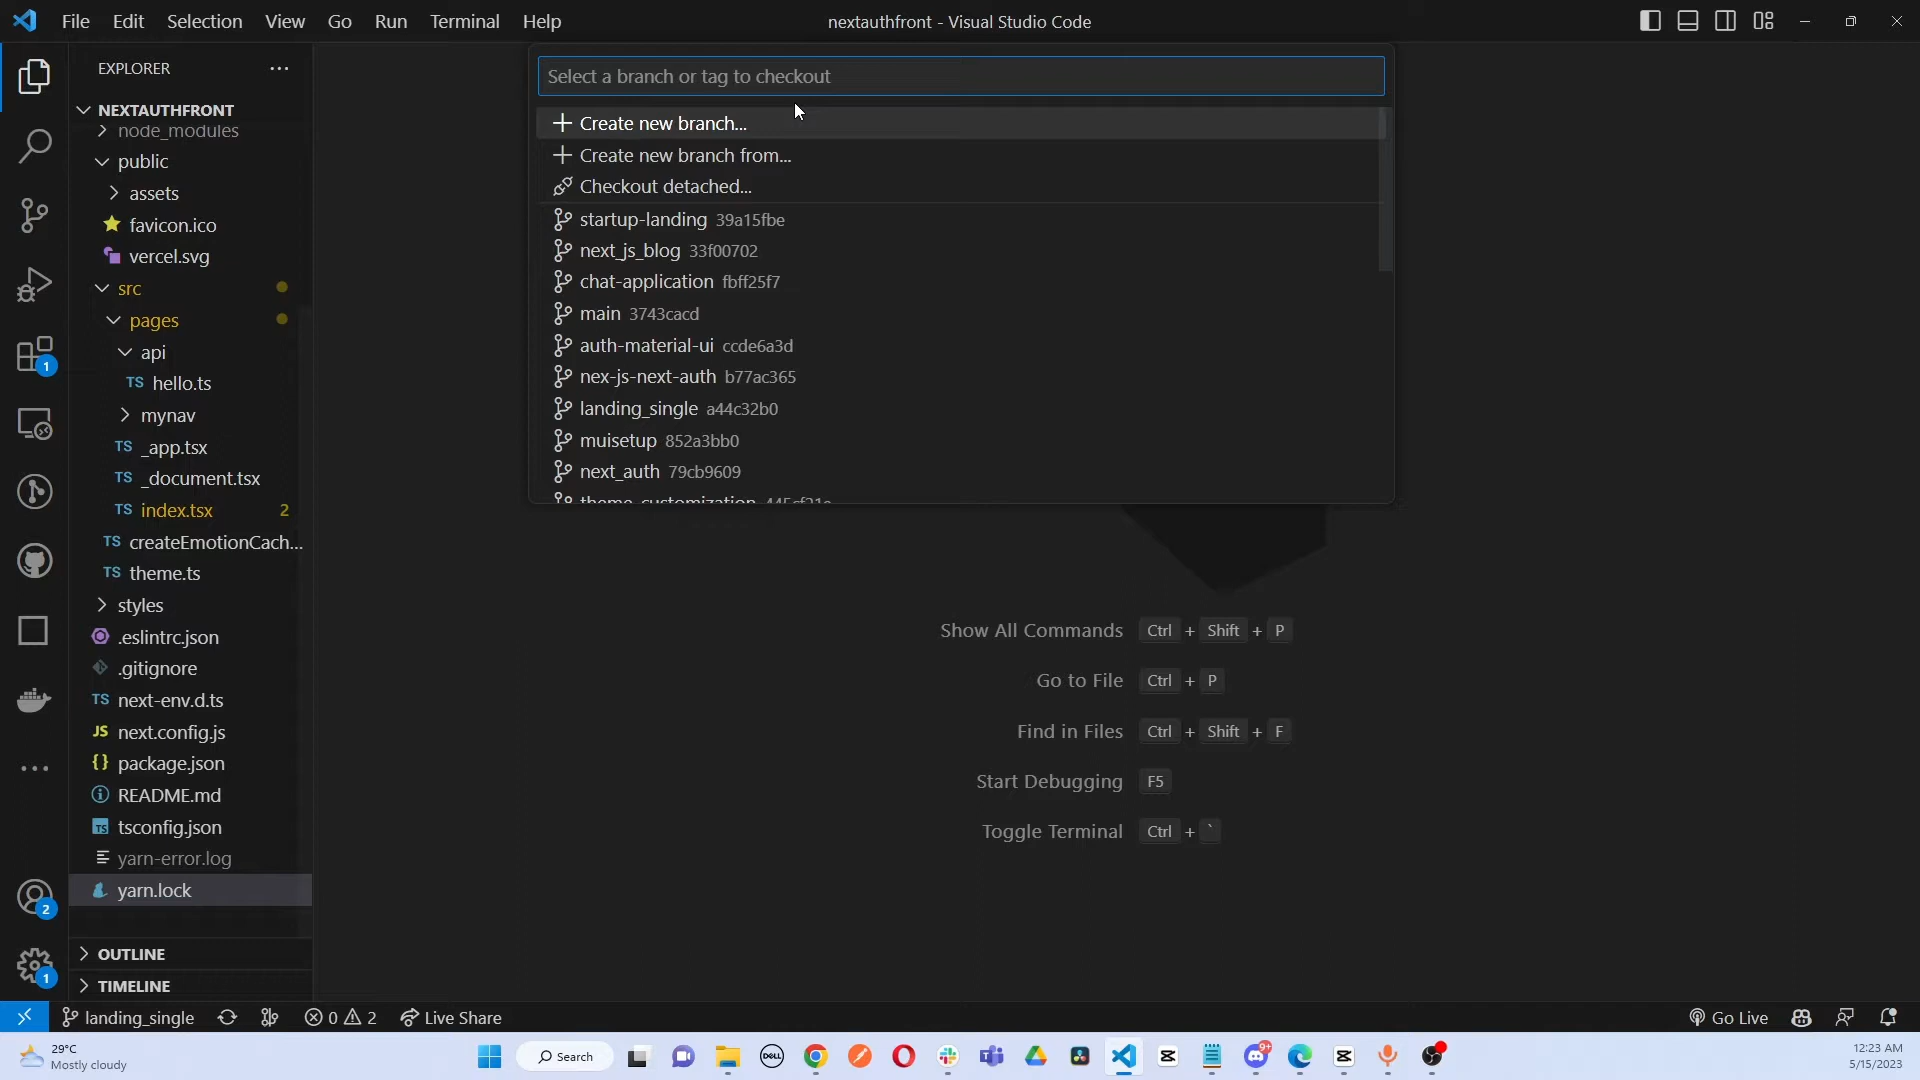 File Edit Selection View Go Run Terminal Help
nextauthfront - Visual Studio Code
EXPLORER
NEXTAUTHFRONT
node_modules
public
assets
favicon.ico
vercel.svg
src
pages
api
TS hello.ts
mynav
TS _app.tsx
TS _document.tsx
TS index.tsx 2
TS createEmotionCach...
TS theme.ts
styles
.eslintrc.json
.gitignore
TS next-env.d.ts
JS next.config.js
{} package.json
README.md
TS tsconfig.json
yarn-error.log
yarn.lock
OUTLINE
TIMELINE
1
2
1
Select a branch or tag to checkout
Create new branch...
Create new branch from...
Checkout detached...
startup-landing 39a15fbe
next_js_blog 33f00702
chat-application fbff25f7
main 3743cacd
auth-material-ui ccde6a3d
nex-js-next-auth b77ac365
landing_single a44c32b0
muisetup 852a3bb0
next_auth 79cb9609
theme_customization
Show All Commands Ctrl + Shift + P
Go to File Ctrl + P
Find in Files Ctrl + Shift + F
Start Debugging F5
Toggle Terminal Ctrl + `
landing_single 0 2 Live Share
Go Live
29°C
Mostly cloudy
Search
DELL
9+
12:23 AM
5/15/2023